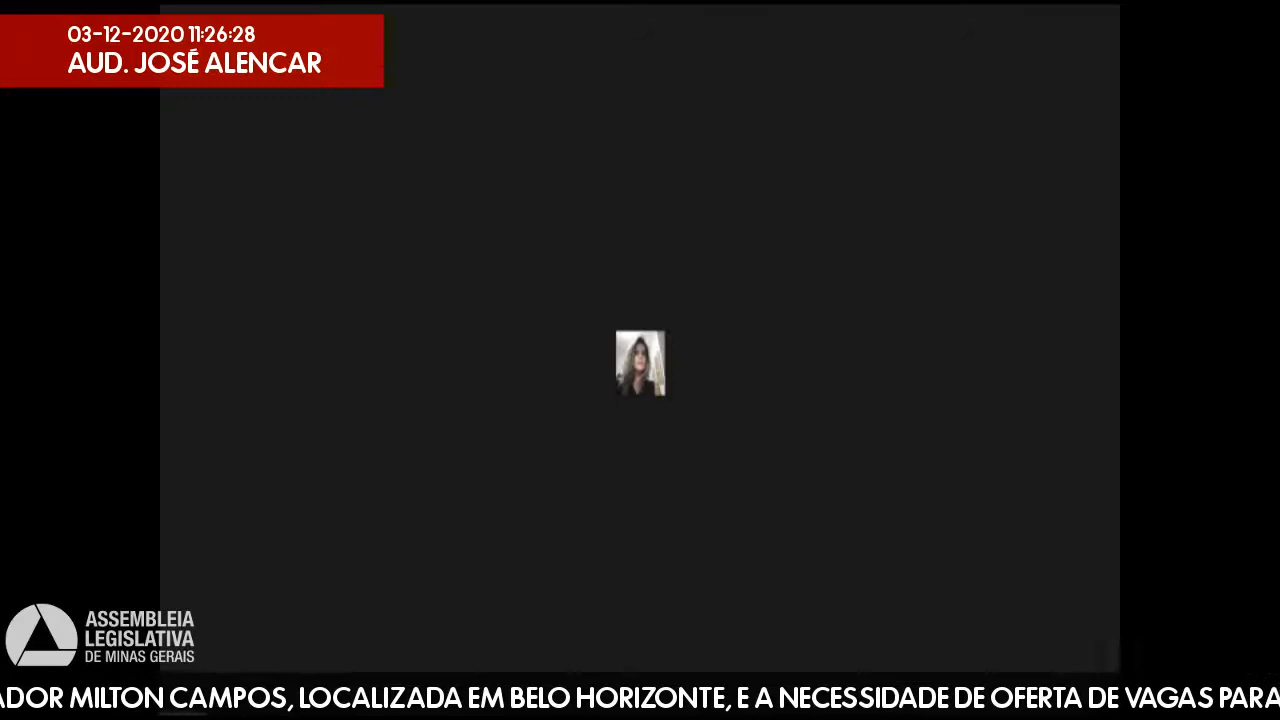 03-12-2020 11:26:28
AUD. JOSÉ ALENCAR
ASSEMBLEIA
LEGISLATIVA
DE MINAS GERAIS
ADOR MILTON CAMPOS, LOCALIZADA EM BELO HORIZONTE, E A NECESSIDADE DE OFERTA DE VAGAS PARA